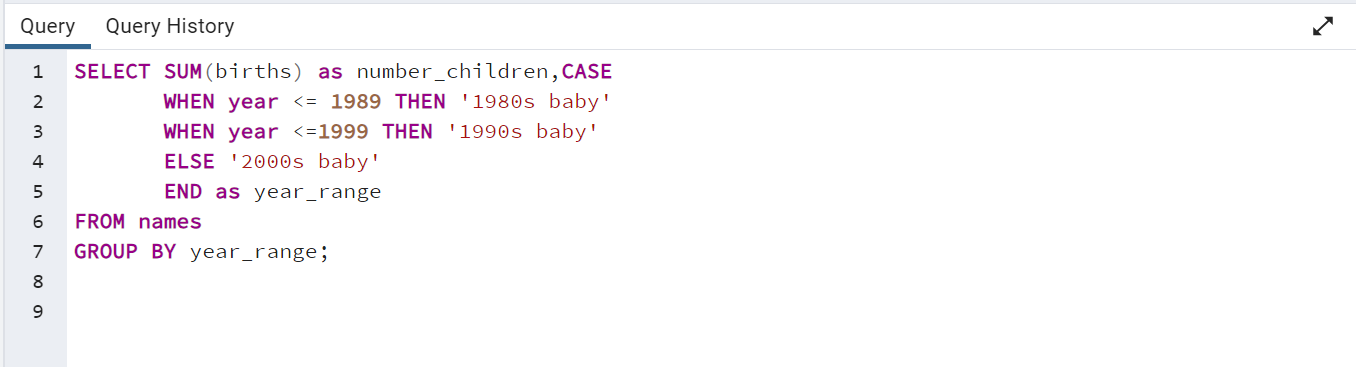 Query Query History
1 SELECT SUM(births) as number_children,CASE
2 WHEN year <= 1989 THEN '1980s baby'
3 WHEN year <=1999 THEN '1990s baby'
4 ELSE '2000s baby'
5 END as year_range
6 FROM names
7 GROUP BY year_range;
8
9